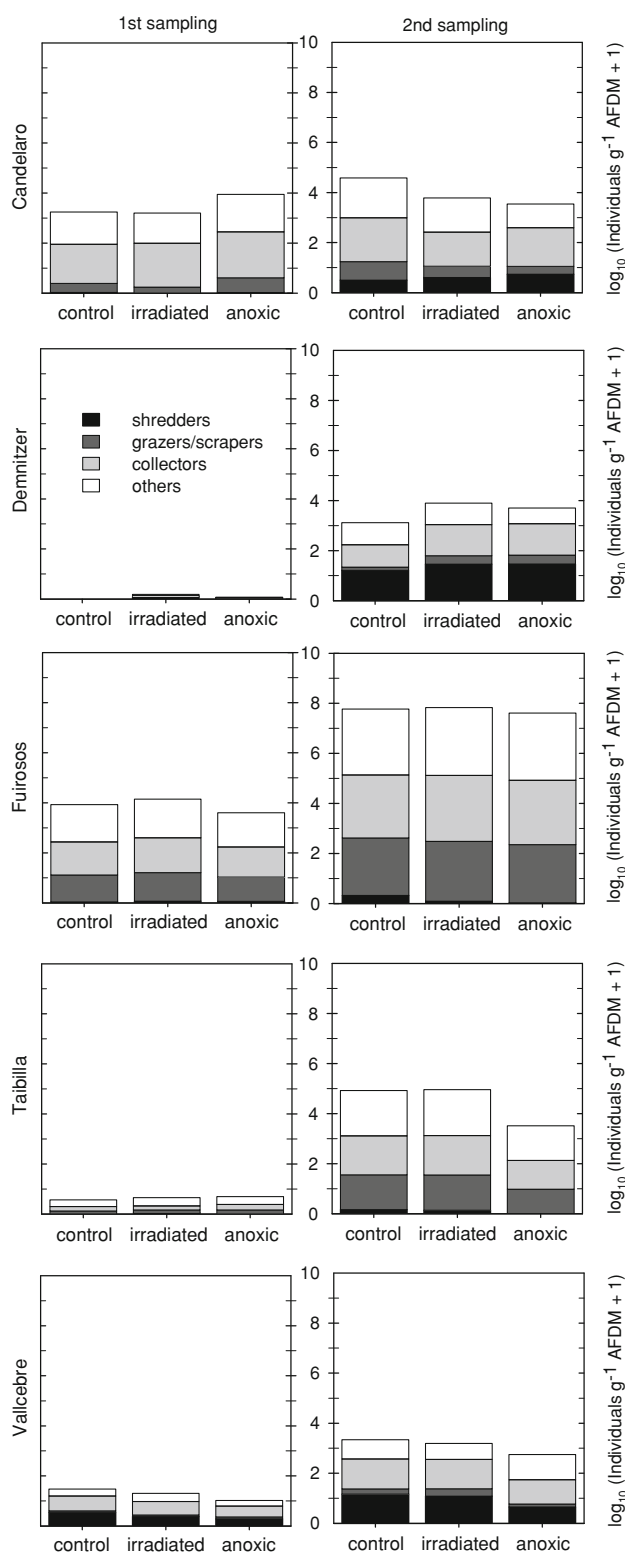 1st sampling
2nd sampling
Candelaro
10
8
6
4
2
0
log10 (Individuals g-1 AFDM + 1)
control irradiated anoxic
control irradiated anoxic
Demnitzer
shredders
grazers/scrapers
collectors
others
10
8
6
4
2
0
log10 (Individuals g-1 AFDM + 1)
control irradiated anoxic
control irradiated anoxic
Fuirosos
10
8
6
4
2
0
log10 (Individuals g-1 AFDM + 1)
control irradiated anoxic
control irradiated anoxic
Taibilla
10
8
6
4
2
0
log10 (Individuals g-1 AFDM + 1)
control irradiated anoxic
control irradiated anoxic
Vallcebre
10
8
6
4
2
0
log10 (Individuals g-1 AFDM + 1)
control irradiated anoxic
control irradiated anoxic